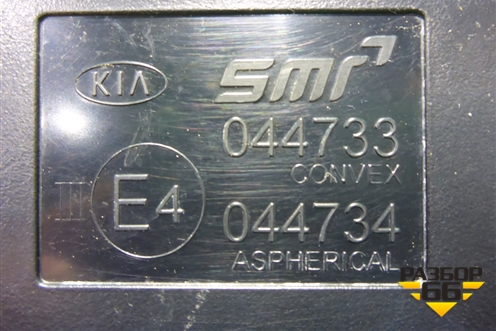 KIA smr
044733
CONVEX
III E4
044734
ASPHERICAL
РАЗБОР
66